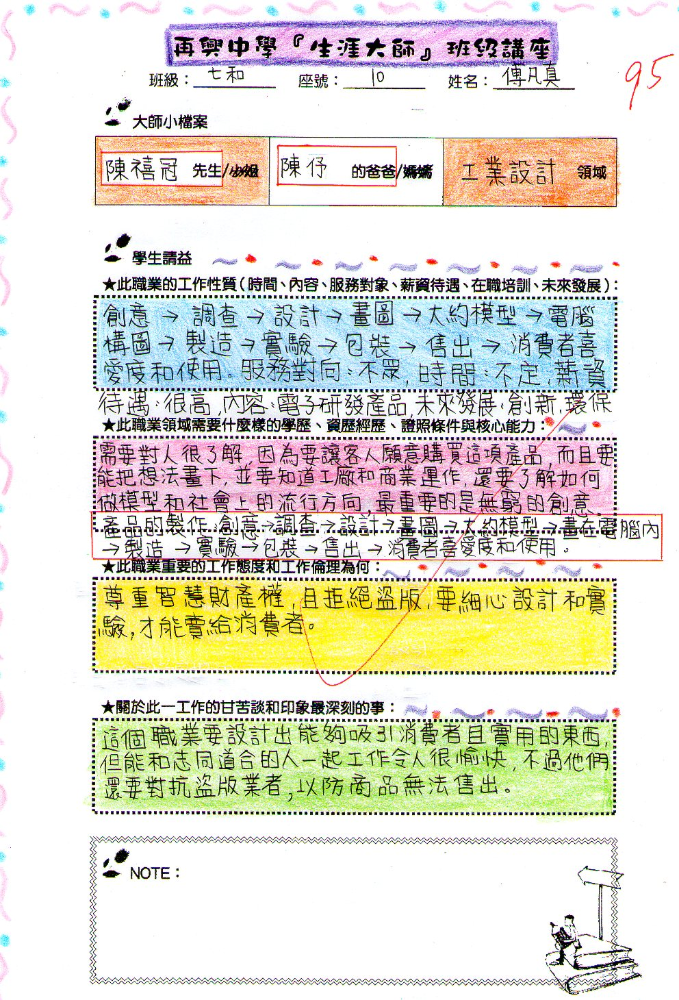 再興中學『生涯大師』班級講座
班級：七和 座號：10 姓名：傅凡真
95
大師小檔案
陳禧冠 先生/小姐 陳伃 的爸爸/媽媽 工業設計 領域
學生請益
★此職業的工作性質(時間、內容、服務對象、薪資待遇、在職培訓、未來發展)：
創意→調查→設計→畫圖→大約模型→電腦
構圖→製造→實驗→包裝→售出→消費者喜
愛度和使用。服務對向：不眾,時間：不定,薪資
待遇：很高,內容：電子研發產品,未來發展：創新,環保
★此職業領域需要什麼樣的學歷、資歷經歷、證照條件與核心能力：
需要對人很了解,因為要讓客人願意購買這項產品,而且要
能把想法畫下,並要知道工廠和商業運作,還要了解如何
做模型和社會上的流行方向,最重要的是無窮的創意。
產品的製作：創意→調查→設計→畫圖→大約模型→畫在電腦內
→製造→實驗→包裝→售出→消費者喜愛度和使用。
★此職業重要的工作態度和工作倫理為何：
尊重智慧財產權,且拒絕盜版,要細心設計和實
驗,才能賣給消費者。
★關於此一工作的甘苦談和印象最深刻的事：
這個職業要設計出能夠吸引消費者且實用的東西,
但能和志同道合的人一起工作令人很愉快,不過他們
還要對抗盜版業者,以防商品無法售出。
NOTE：